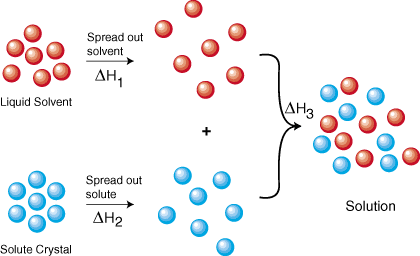 Spread out
solvent
ΔH1
Liquid Solvent
+
ΔH3
Spread out
solute
ΔH2
Solute Crystal
Solution